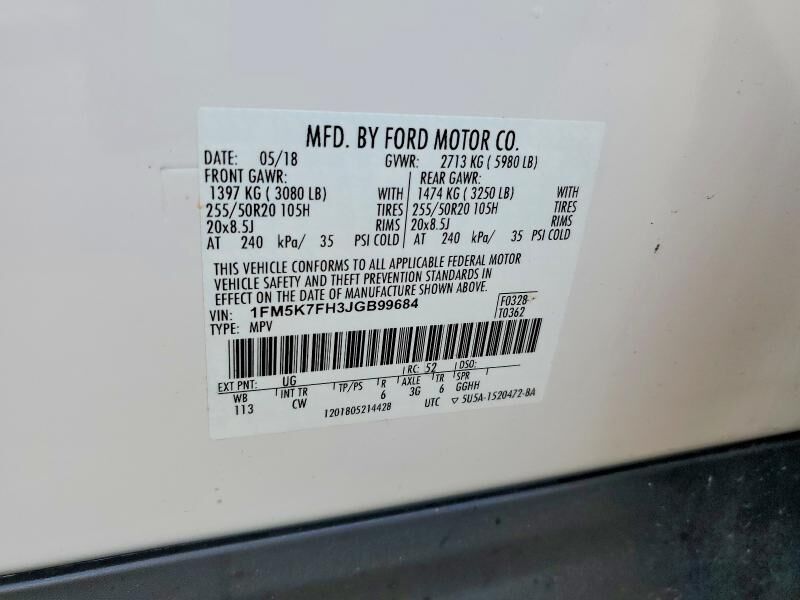 MFD. BY FORD MOTOR CO.
DATE: 05/18 GVWR: 2713 KG ( 5980 LB)
FRONT GAWR: REAR GAWR:
1397 KG ( 3080 LB) WITH 1474 KG ( 3250 LB) WITH
255/50R20 105H TIRES 255/50R20 105H TIRES
20x8.5J RIMS 20x8.5J RIMS
AT 240 kPa/ 35 PSI COLD AT 240 kPa/ 35 PSI COLD
THIS VEHICLE CONFORMS TO ALL APPLICABLE FEDERAL MOTOR
VEHICLE SAFETY AND THEFT PREVENTION STANDARDS IN
EFFECT ON THE DATE OF MANUFACTURE SHOWN ABOVE.
VIN: 1FM5K7FH3JGB99684 F0328
TYPE: MPV T0362
EXT PNT: UG RC: 52 DSO:
WB INT TR TP/PS R AXLE TR SPR
113 CW 6 3G 6 GGHH
1201805214428 UTC ▽ 5U5A-1520472-BA